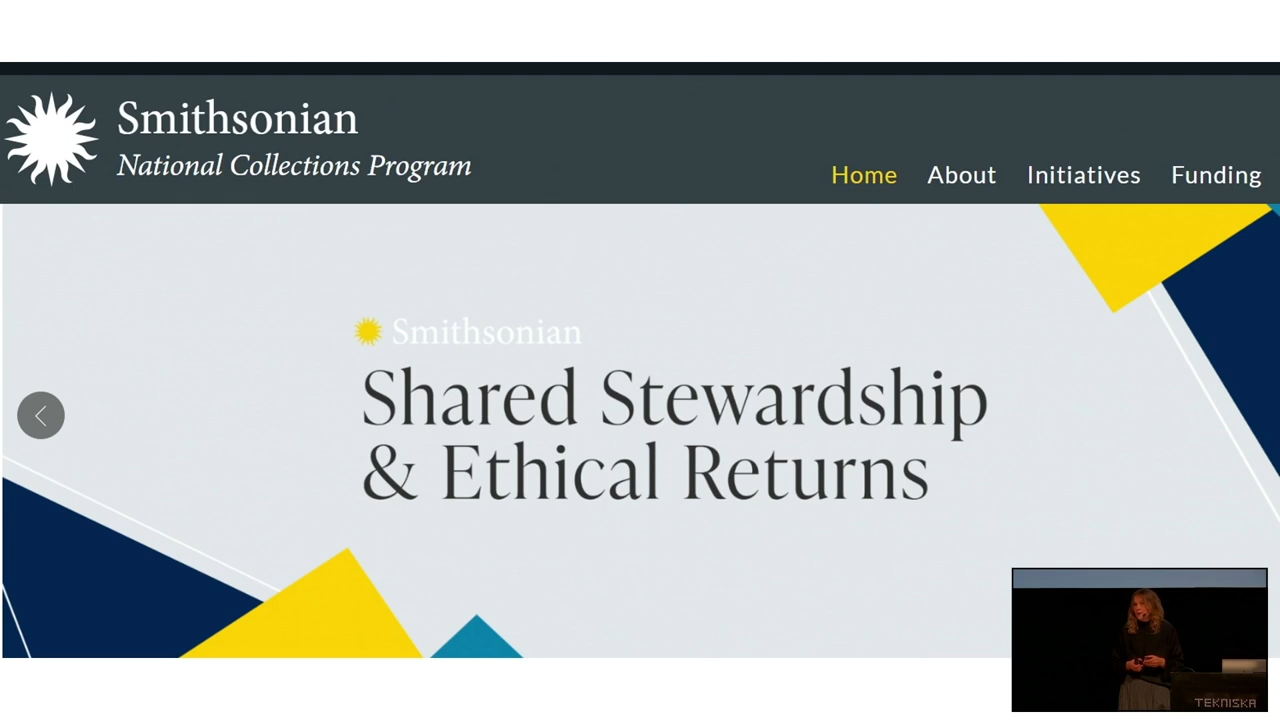 Smithsonian
National Collections Program
Home About Initiatives Funding
Smithsonian
Shared Stewardship
& Ethical Returns
TEKNISKA